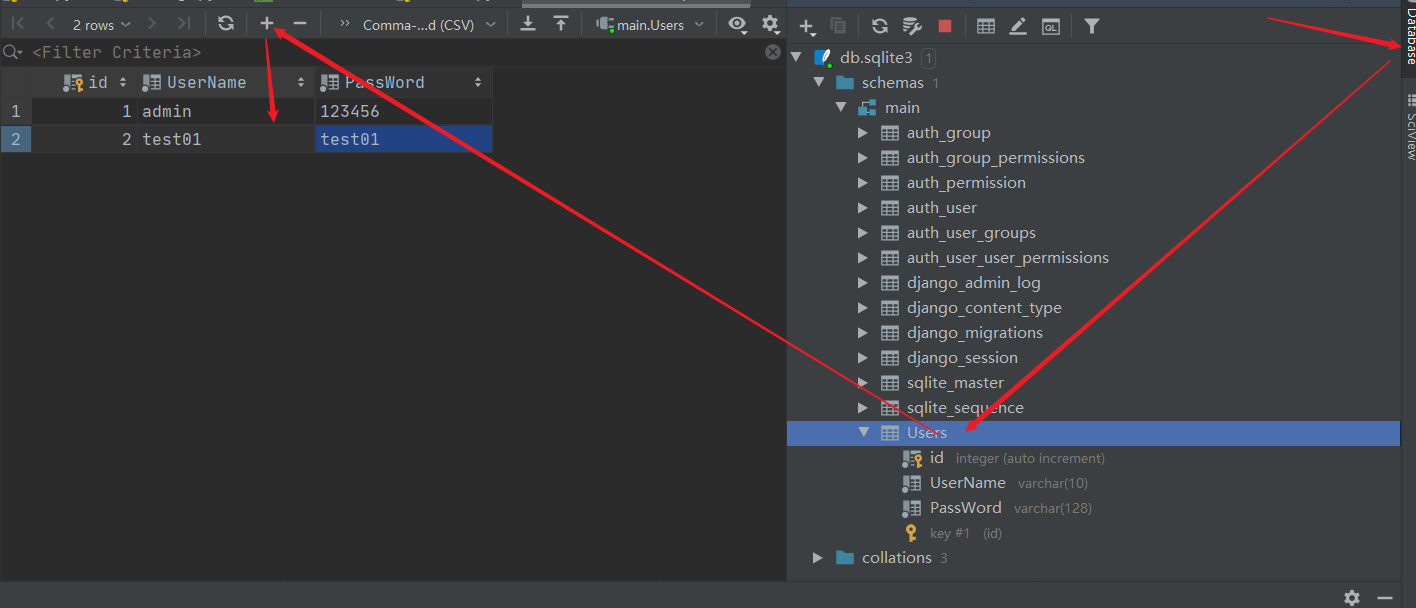 2 rows
Comma-...d (CSV)
main.Users
<Filter Criteria>
id UserName PassWord
1 1 admin 123456
2 2 test01 test01
db.sqlite3 1
schemas 1
main
auth_group
auth_group_permissions
auth_permission
auth_user
auth_user_groups
auth_user_user_permissions
django_admin_log
django_content_type
django_migrations
django_session
sqlite_master
sqlite_sequence
Users
id integer (auto increment)
UserName varchar(10)
PassWord varchar(128)
key #1 (id)
collations 3
QL
Database
SciView